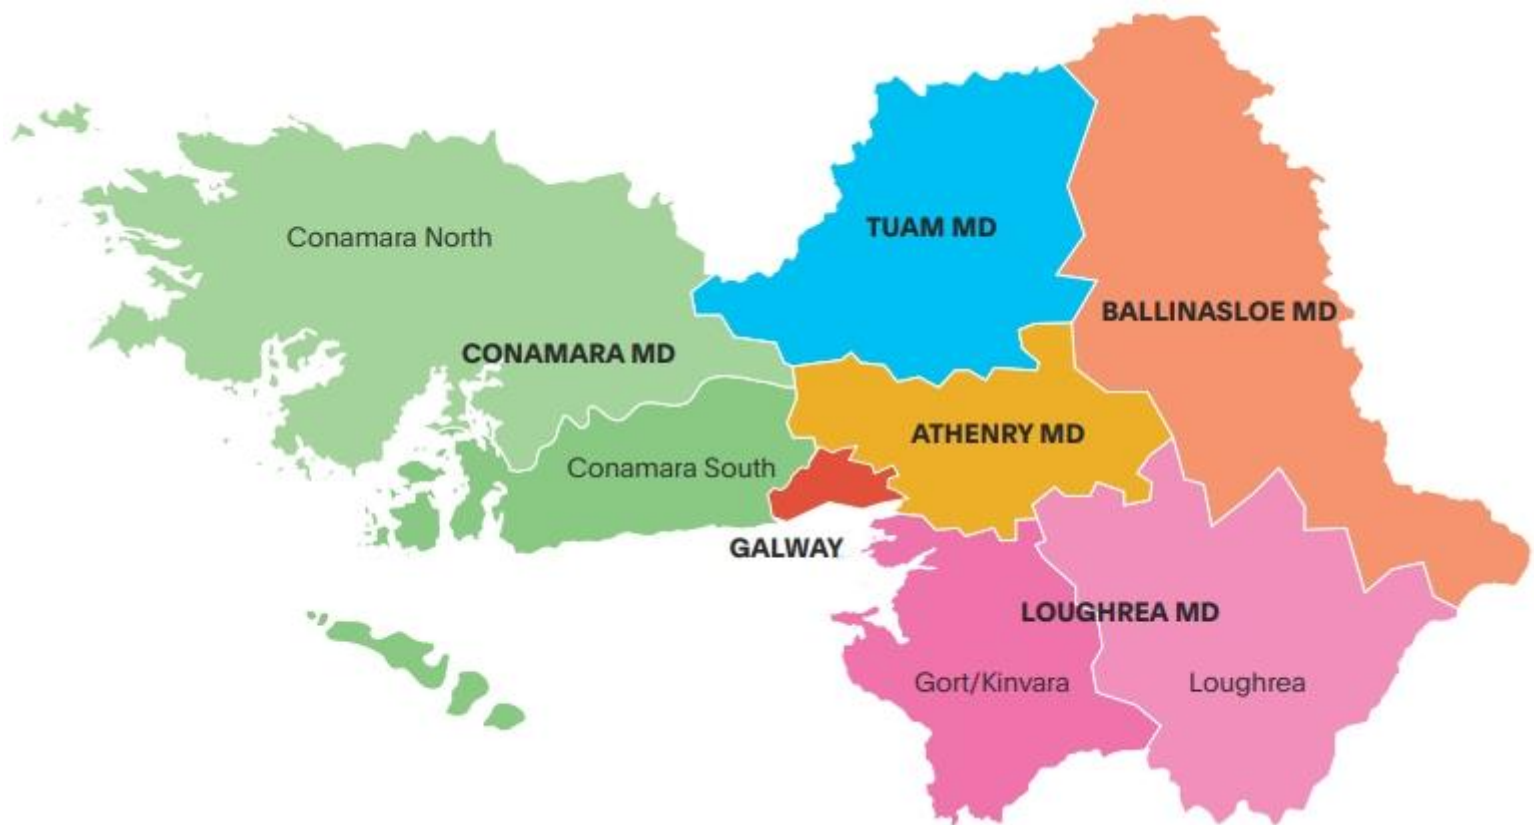 TUAM MD
Conamara North
BALLINASLOE MD
CONAMARA MD
ATHENRY MD
Conamara South
GALWAY
LOUGHREA MD
Gort/Kinvara
Loughrea